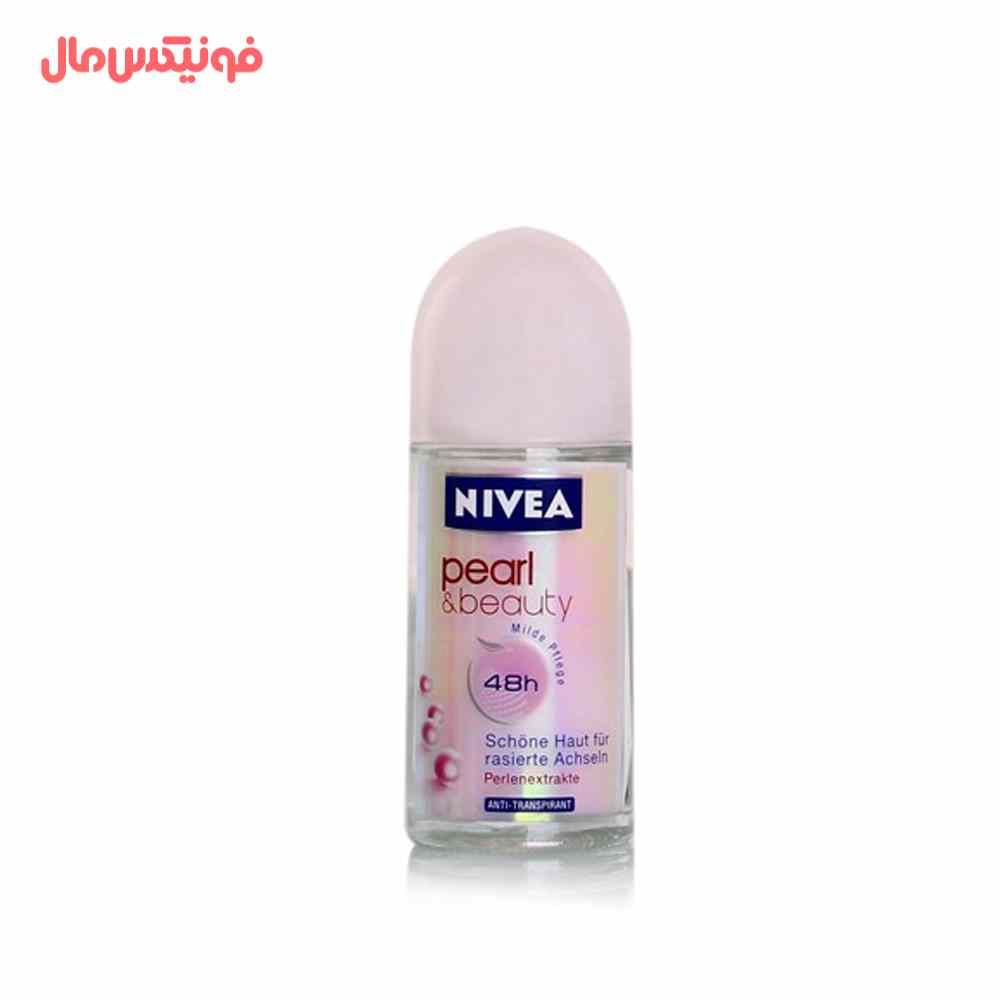 فونیکس‌مال
NIVEA
pearl
&beauty
Milde Pflege
48h
Schöne Haut für
rasierte Achseln
Perlenextrakte
ANTI-TRANSPIRANT